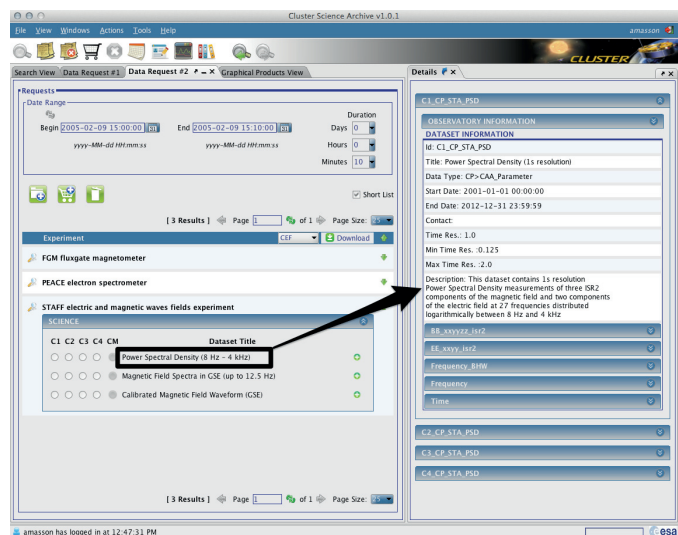 Cluster Science Archive v1.0.1
File View Windows Actions Tools Help
amasson
CLUSTER
Search View Data Request #1 Data Request #2 Graphical Products View
Requests
Date Range
Duration
Begin 2005-02-09 15:00:00 End 2005-02-09 15:10:00 Days 0
yyyy-MM-dd HH:mm:ss yyyy-MM-dd HH:mm:ss Hours 0
Minutes 10
Short List
[ 3 Results ] Page 1 of 1 Page Size: 25
Experiment CEF Download
FGM fluxgate magnetometer
PEACE electron spectrometer
STAFF electric and magnetic waves fields experiment
SCIENCE
C1 C2 C3 C4 CM Dataset Title
Power Spectral Density (8 Hz - 4 kHz)
Magnetic Field Spectra in GSE (up to 12.5 Hz)
Calibrated Magnetic Field Waveform (GSE)
[ 3 Results ] Page 1 of 1 Page Size: 25
amasson has logged in at 12:47:31 PM
Details
C1_CP_STA_PSD
OBSERVATORY INFORMATION
DATASET INFORMATION
Id: C1_CP_STA_PSD
Title: Power Spectral Density (1s resolution)
Data Type: CP>CAA_Parameter
Start Date: 2001-01-01 00:00:00
End Date: 2012-12-31 23:59:59
Contact:
Time Res.: 1.0
Min Time Res. :0.125
Max Time Res. :2.0
Description: This dataset contains 1s resolution
Power Spectral Density measurements of three ISR2
components of the magnetic field and two components
of the electric field at 27 frequencies distributed
logarithmically between 8 Hz and 4 kHz
BB_xxyyzz_isr2
EE_xxyy_isr2
Frequency_BHW
Frequency
Time
C2_CP_STA_PSD
C3_CP_STA_PSD
C4_CP_STA_PSD
esa